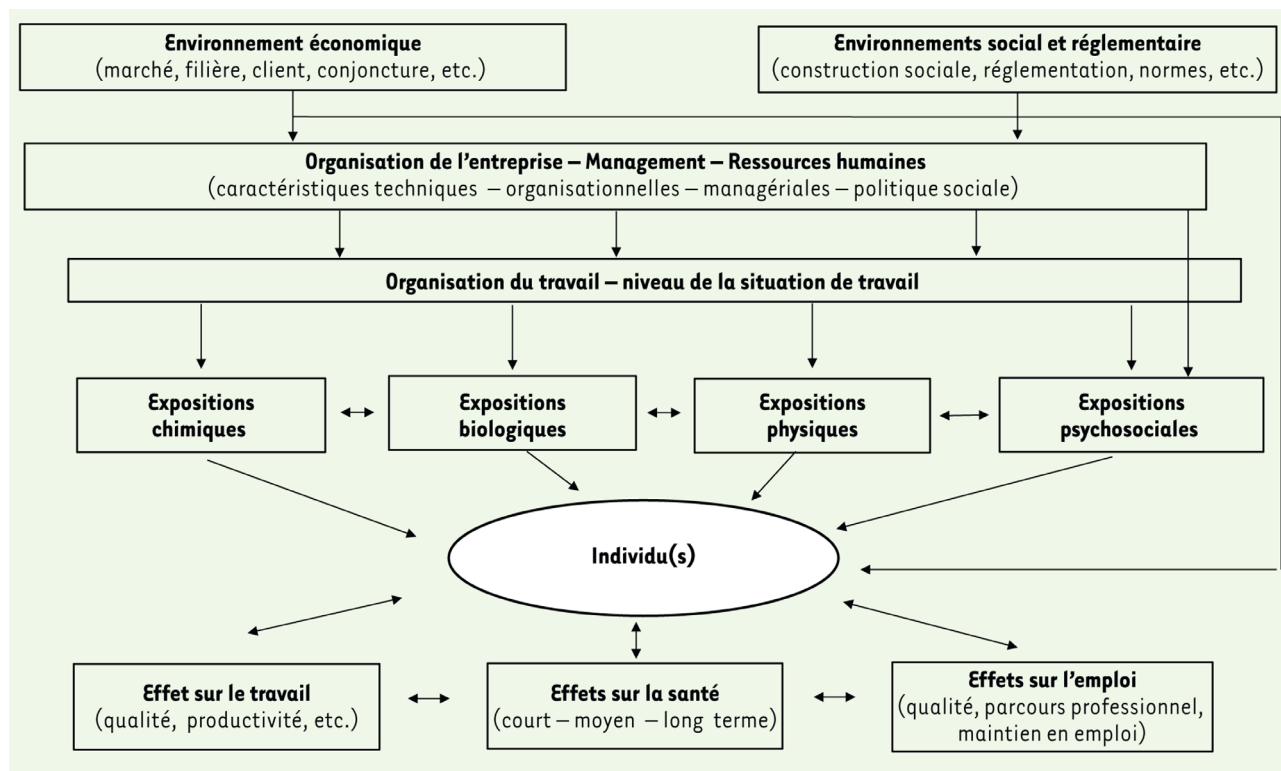 Environnement économique
(marché, filière, client, conjoncture, etc.)
Environnements social et réglementaire
(construction sociale, réglementation, normes, etc.)
Organisation de l'entreprise – Management – Ressources humaines
(caractéristiques techniques – organisationnelles – managériales – politique sociale)
Organisation du travail – niveau de la situation de travail
Expositions
chimiques
Expositions
biologiques
Expositions
physiques
Expositions
psychosociales
Individu(s)
Effet sur le travail
(qualité, productivité, etc.)
Effets sur la santé
(court – moyen – long terme)
Effets sur l'emploi
(qualité, parcours professionnel,
maintien en emploi)